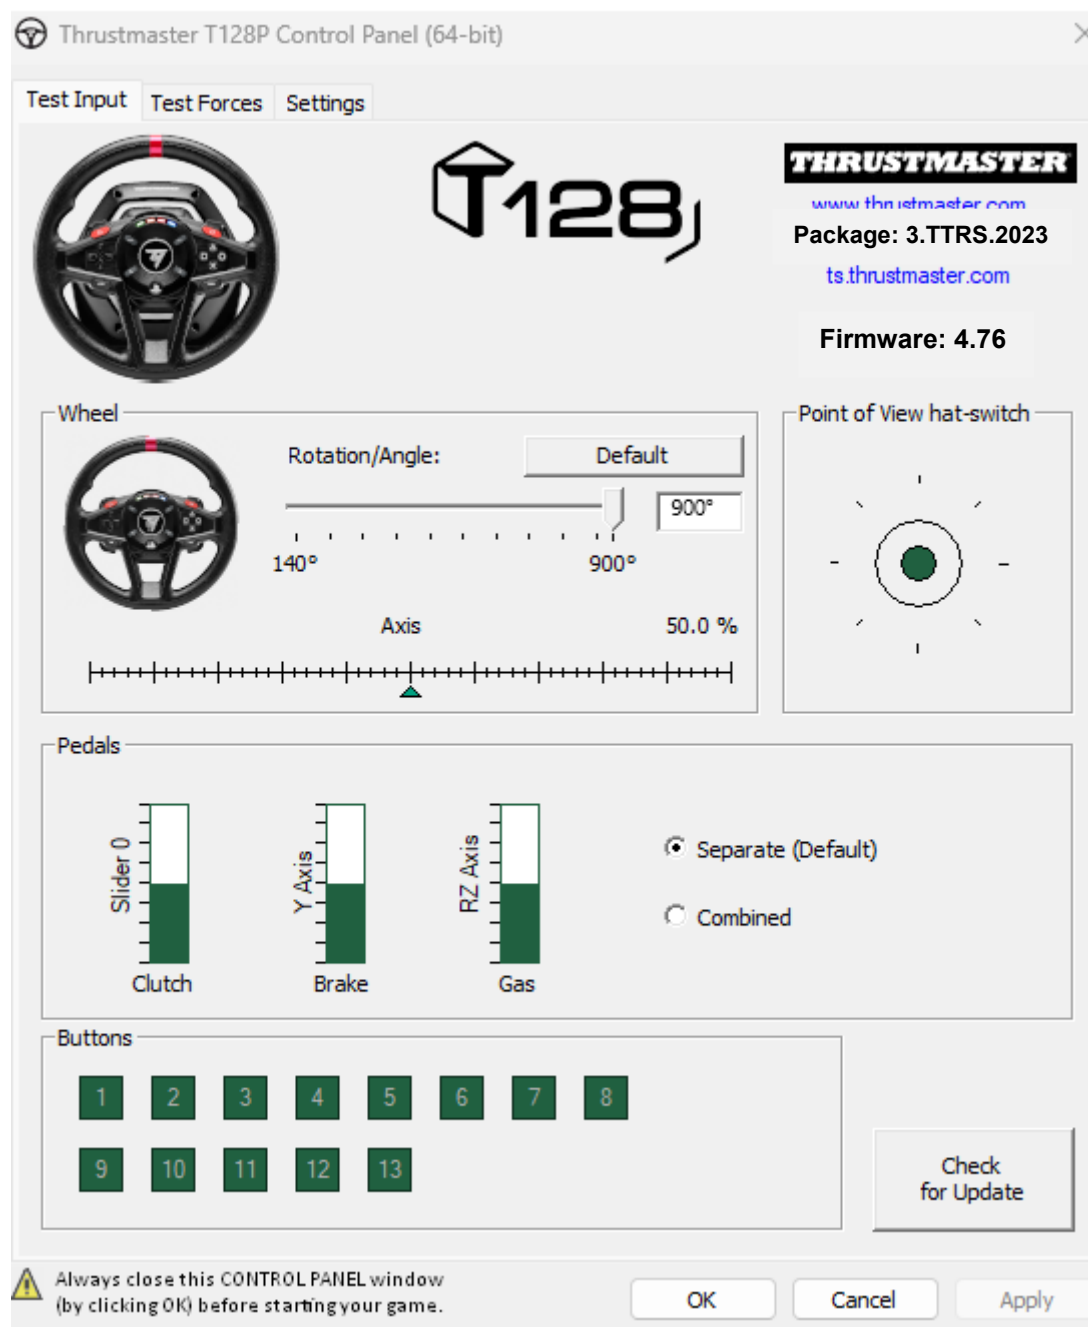 Thrustmaster T128P Control Panel (64-bit)
Test Input Test Forces Settings
T128
THRUSTMASTER
www.thrustmaster.com
Package: 3.TTRS.2023
ts.thrustmaster.com
Firmware: 4.76
Wheel
Rotation/Angle: Default
900°
140° 900°
Axis 50.0 %
Point of View hat-switch
Pedals
Slider 0
Clutch
Y Axis
Brake
RZ Axis
Gas
Separate (Default)
Combined
Buttons
1 2 3 4 5 6 7 8
9 10 11 12 13
Check
for Update
Always close this CONTROL PANEL window
(by clicking OK) before starting your game.
OK Cancel Apply